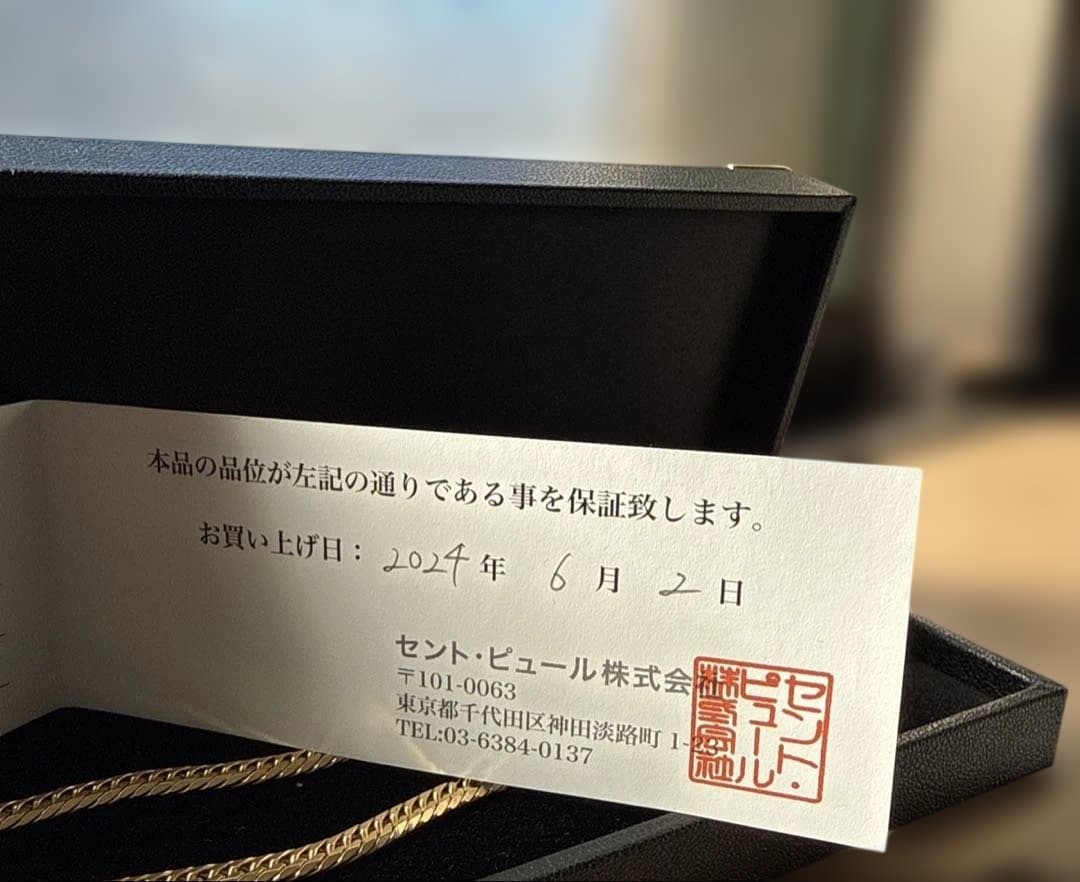 本品の品位が左記の通りである事を保証致します。
お買い上げ日： 2024 年 6 月 2 日
セント・ピュール株式会
〒101-0063
東京都千代田区神田淡路町 1-23
TEL:03-6384-0137
セント・
ピュール
株式会社